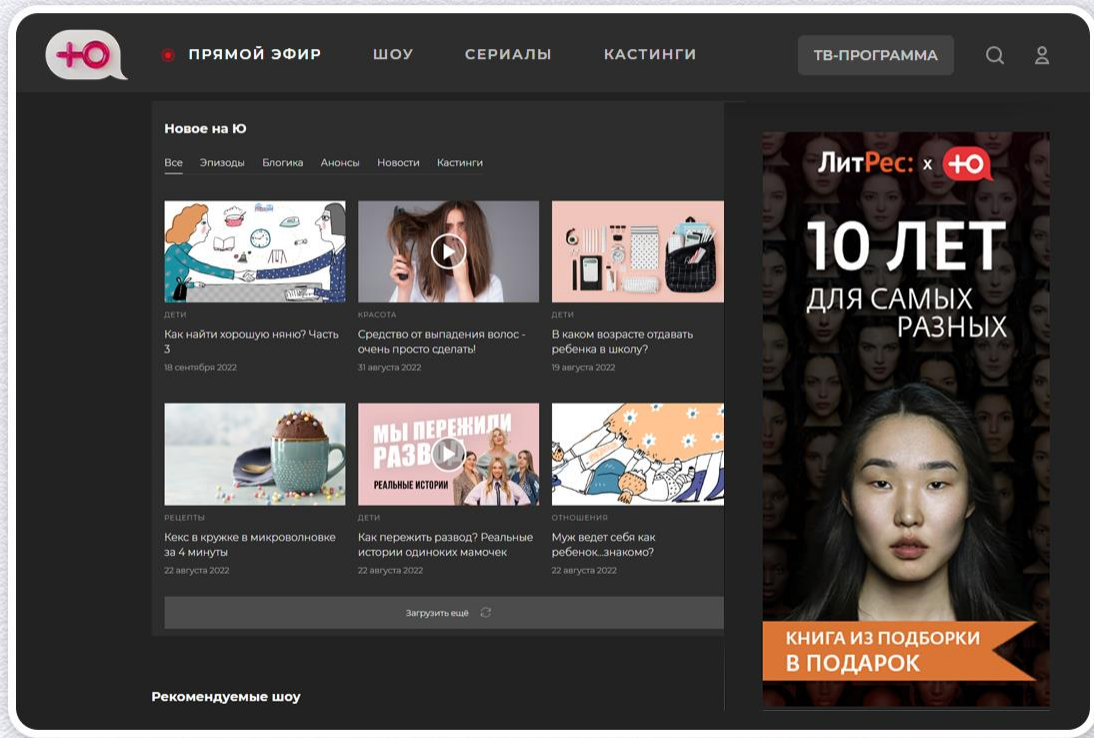 Ю
ПРЯМОЙ ЭФИР
ШОУ
СЕРИАЛЫ
КАСТИНГИ
ТВ-ПРОГРАММА
Новое на Ю
Все Эпизоды Блогика Анонсы Новости Кастинги
ДЕТИ
Как найти хорошую няню? Часть
3
18 сентября 2022
КРАСОТА
Средство от выпадения волос -
очень просто сделать!
31 августа 2022
ДЕТИ
В каком возрасте отдавать
ребенка в школу?
19 августа 2022
РЕЦЕПТЫ
Кекс в кружке в микроволновке
за 4 минуты
22 августа 2022
МЫ ПЕРЕЖИЛИ
РАЗВ
РЕАЛЬНЫЕ ИСТОРИИ
ДЕТИ
Как пережить развод? Реальные
истории одиноких мамочек
22 августа 2022
ОТНОШЕНИЯ
Муж ведет себя как
ребенок...знакомо?
22 августа 2022
Загрузить ещё
Рекомендуемые шоу
ЛитРес: x Ю
10 ЛЕТ
ДЛЯ САМЫХ
РАЗНЫХ
КНИГА ИЗ ПОДБОРКИ
В ПОДАРОК